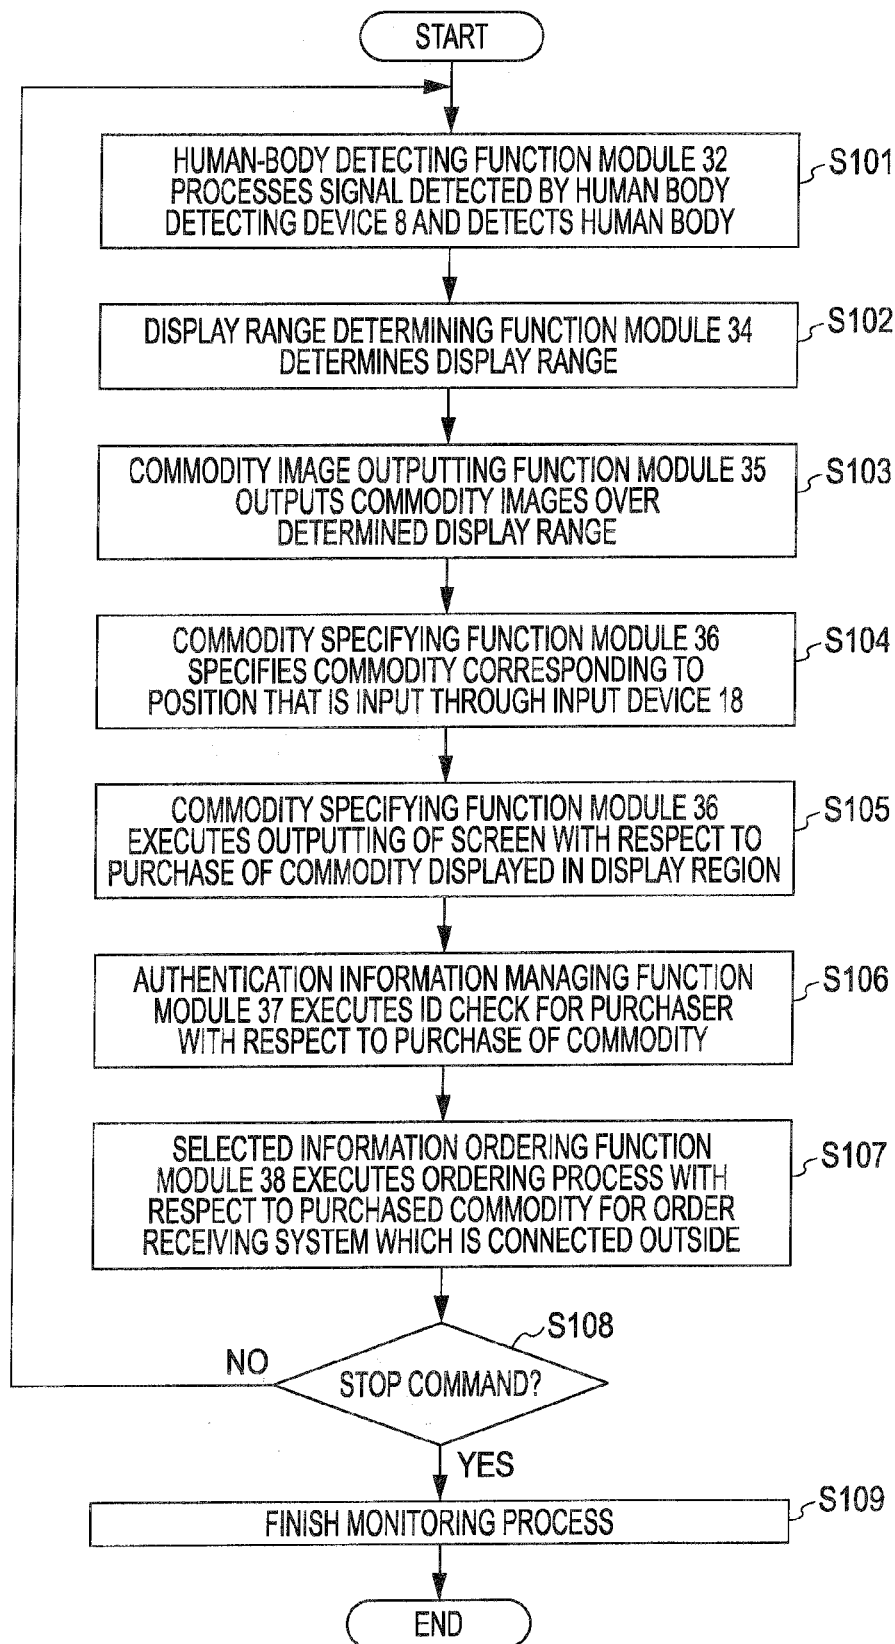 START
HUMAN-BODY DETECTING FUNCTION MODULE 32
PROCESSES SIGNAL DETECTED BY HUMAN BODY
DETECTING DEVICE 8 AND DETECTS HUMAN BODY
S101
DISPLAY RANGE DETERMINING FUNCTION MODULE 34
DETERMINES DISPLAY RANGE
S102
COMMODITY IMAGE OUTPUTTING FUNCTION MODULE 35
OUTPUTS COMMODITY IMAGES OVER
DETERMINED DISPLAY RANGE
S103
COMMODITY SPECIFYING FUNCTION MODULE 36
SPECIFIES COMMODITY CORRESPONDING TO
POSITION THAT IS INPUT THROUGH INPUT DEVICE 18
S104
COMMODITY SPECIFYING FUNCTION MODULE 36
EXECUTES OUTPUTTING OF SCREEN WITH RESPECT TO
PURCHASE OF COMMODITY DISPLAYED IN DISPLAY REGION
S105
AUTHENTICATION INFORMATION MANAGING FUNCTION
MODULE 37 EXECUTES ID CHECK FOR PURCHASER
WITH RESPECT TO PURCHASE OF COMMODITY
S106
SELECTED INFORMATION ORDERING FUNCTION
MODULE 38 EXECUTES ORDERING PROCESS WITH
RESPECT TO PURCHASED COMMODITY FOR ORDER
RECEIVING SYSTEM WHICH IS CONNECTED OUTSIDE
S107
S108
NO
STOP COMMAND?
YES
S109
FINISH MONITORING PROCESS
END